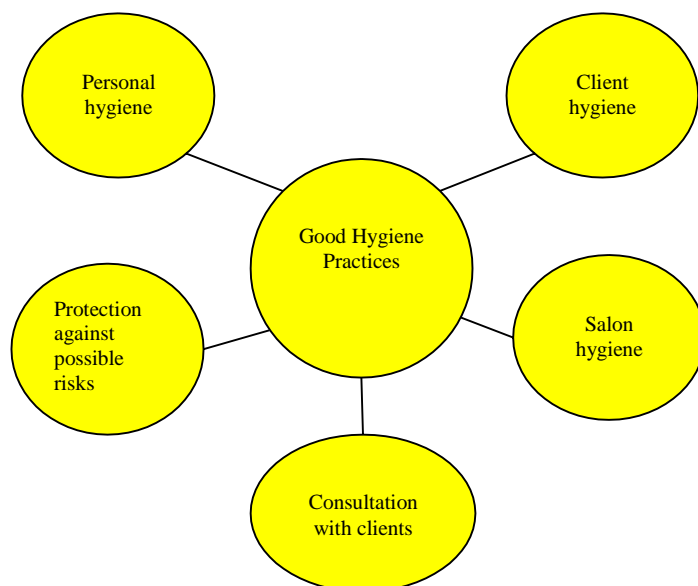 Personal
hygiene
Client
hygiene
Good Hygiene
Practices
Protection
against
possible
risks
Salon
hygiene
Consultation
with clients